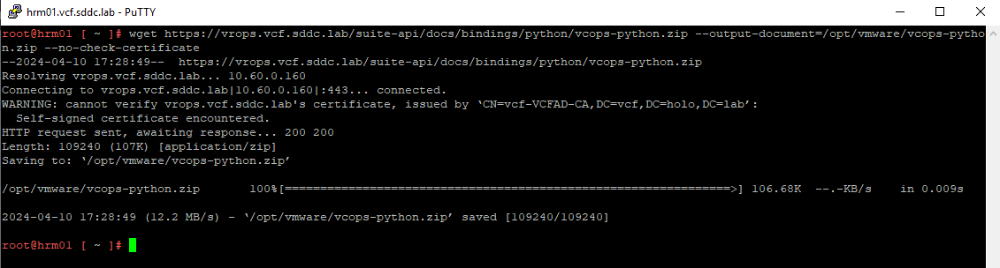 hrm01.vcf.sddc.lab - PuTTY
root@hrm01 [ ~ ]# wget https://vrops.vcf.sddc.lab/suite-api/docs/bindings/python/vcops-python.zip --output-document=/opt/vmware/vcops-pytho
n.zip --no-check-certificate
--2024-04-10 17:28:49--  https://vrops.vcf.sddc.lab/suite-api/docs/bindings/python/vcops-python.zip
Resolving vrops.vcf.sddc.lab... 10.60.0.160
Connecting to vrops.vcf.sddc.lab|10.60.0.160|:443... connected.
WARNING: cannot verify vrops.vcf.sddc.lab's certificate, issued by ‘CN=vcf-VCFAD-CA,DC=vcf,DC=holo,DC=lab’:
  Self-signed certificate encountered.
HTTP request sent, awaiting response... 200 200
Length: 109240 (107K) [application/zip]
Saving to: ‘/opt/vmware/vcops-python.zip’
/opt/vmware/vcops-python.zip       100%[===============================================================>] 106.68K  --.-KB/s    in 0.009s
2024-04-10 17:28:49 (12.2 MB/s) - ‘/opt/vmware/vcops-python.zip’ saved [109240/109240]
root@hrm01 [ ~ ]#